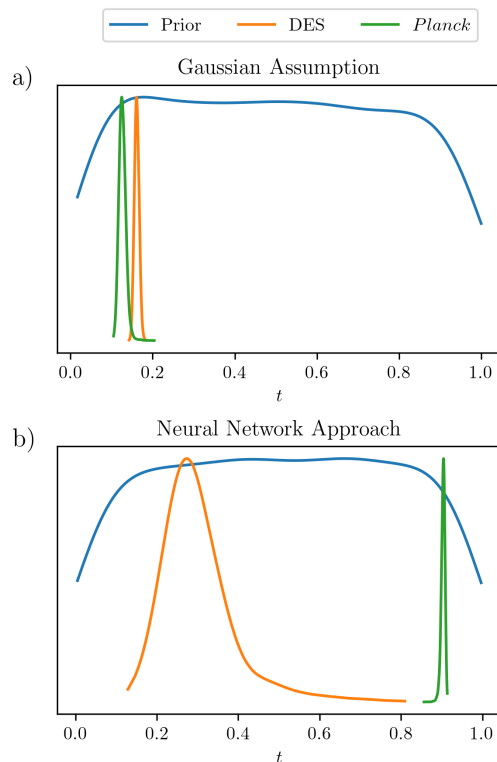 Prior DES Planck
a)
Gaussian Assumption
0.0 0.2 0.4 0.6 0.8 1.0
t
b)
Neural Network Approach
0.0 0.2 0.4 0.6 0.8 1.0
t